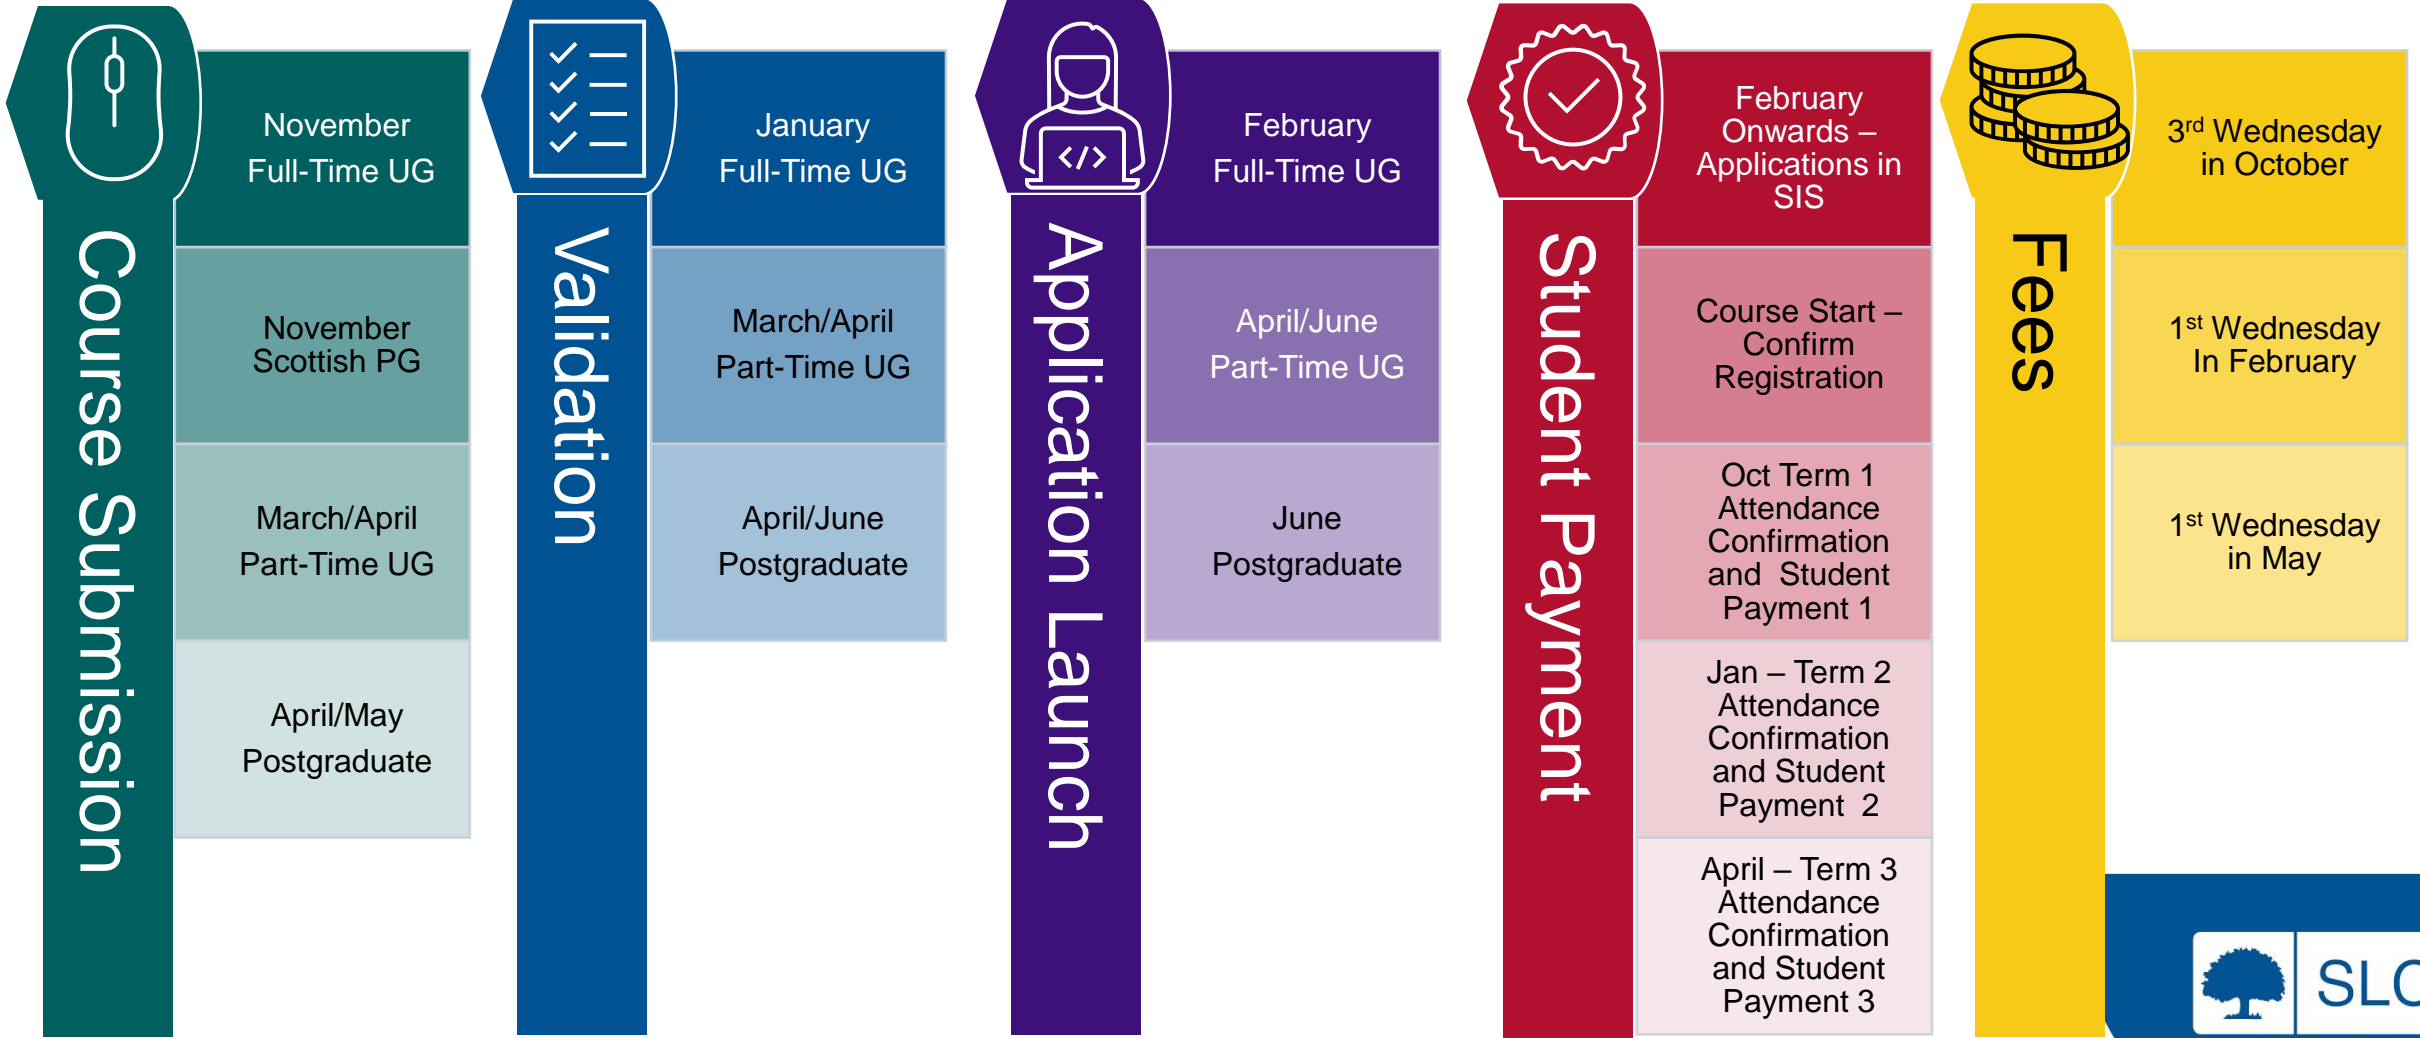 Course Submission
November
Full-Time UG
November
Scottish PG
March/April
Part-Time UG
April/May
Postgraduate
Validation
January
Full-Time UG
March/April
Part-Time UG
April/June
Postgraduate
Application Launch
</>
February
Full-Time UG
April/June
Part-Time UG
June
Postgraduate
Student Payment
February
Onwards –
Applications in
SIS
Course Start –
Confirm
Registration
Oct Term 1
Attendance
Confirmation
and Student
Payment 1
Jan – Term 2
Attendance
Confirmation
and Student
Payment 2
April – Term 3
Attendance
Confirmation
and Student
Payment 3
Fees
3rd Wednesday
in October
1st Wednesday
In February
1st Wednesday
in May
SLC